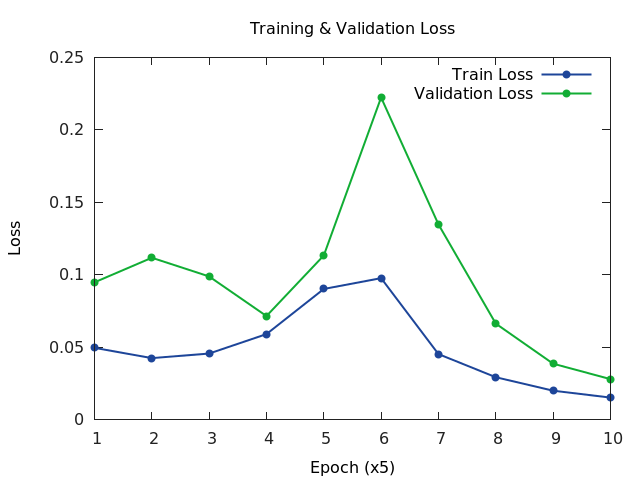 Training & Validation Loss
Train Loss
Validation Loss
0.25
0.2
0.15
0.1
0.05
0
Loss
1 2 3 4 5 6 7 8 9 10
Epoch (x5)